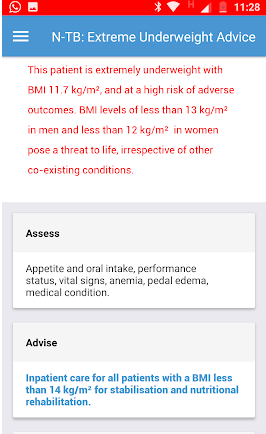 H 11:28
N-TB: Extreme Underweight Advice
This patient is extremely underweight with
BMI 11.7 kg/m², and at a high risk of adverse
outcomes. BMI levels of less than 13 kg/m²
in men and less than 12 kg/m² in women
pose a threat to life, irrespective of other
co-existing conditions.
Assess
Appetite and oral intake, performance
status, vital signs, anemia, pedal edema,
medical condition.
Advise
Inpatient care for all patients with a BMI less
than 14 kg/m² for stabilisation and nutritional
rehabilitation.